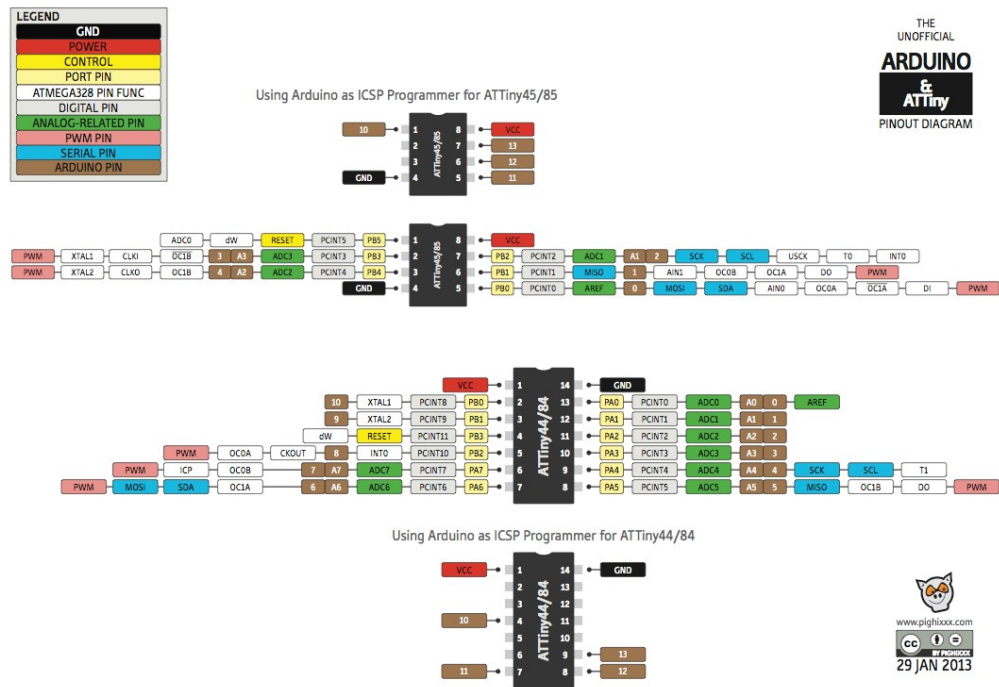 LEGEND
GND
POWER
CONTROL
PORT PIN
ATMEGA328 PIN FUNC
DIGITAL PIN
ANALOG-RELATED PIN
PWM PIN
SERIAL PIN
ARDUINO PIN
THE
UNOFFICIAL
ARDUINO
&
ATTiny
PINOUT DIAGRAM
Using Arduino as ICSP Programmer for ATTiny45/85
ATTiny45/85
10 1 8 VCC
2 7 13
3 6 12
GND 4 5 11
ATTiny45/85
ADC0 dW RESET PCINT5 PB5 1 8 VCC
PWM XTAL1 CLKI OC1B 3 A3 ADC3 PCINT3 PB3 2 7 PB2 PCINT2 ADC1 A1 2 SCK SCL USCK T0 INT0
PWM XTAL2 CLKO OC1B 4 A2 ADC2 PCINT4 PB4 3 6 PB1 PCINT1 MISO 1 AIN1 OC0B OC1A DO PWM
GND 4 5 PB0 PCINT0 AREF 0 MOSI SDA AIN0 OC0A OC1A DI PWM
ATTiny44/84
VCC 1 14 GND
10 XTAL1 PCINT8 PB0 2 13 PA0 PCINT0 ADC0 A0 0 AREF
9 XTAL2 PCINT9 PB1 3 12 PA1 PCINT1 ADC1 A1 1
dW RESET PCINT11 PB3 4 11 PA2 PCINT2 ADC2 A2 2
PWM OC0A CKOUT 8 INT0 PCINT10 PB2 5 10 PA3 PCINT3 ADC3 A3 3
PWM ICP OC0B 7 A7 ADC7 PCINT7 PA7 6 9 PA4 PCINT4 ADC4 A4 4 SCK SCL T1
PWM MOSI SDA OC1A 6 A6 ADC6 PCINT6 PA6 7 8 PA5 PCINT5 ADC5 A5 5 MISO OC1B DO PWM
Using Arduino as ICSP Programmer for ATTiny44/84
ATTiny44/84
VCC 1 14 GND
2 13
3 12
10 4 11
5 10
6 9 13
11 7 8 12
www.pighixxx.com
cc
BY PIGHIXXX
29 JAN 2013